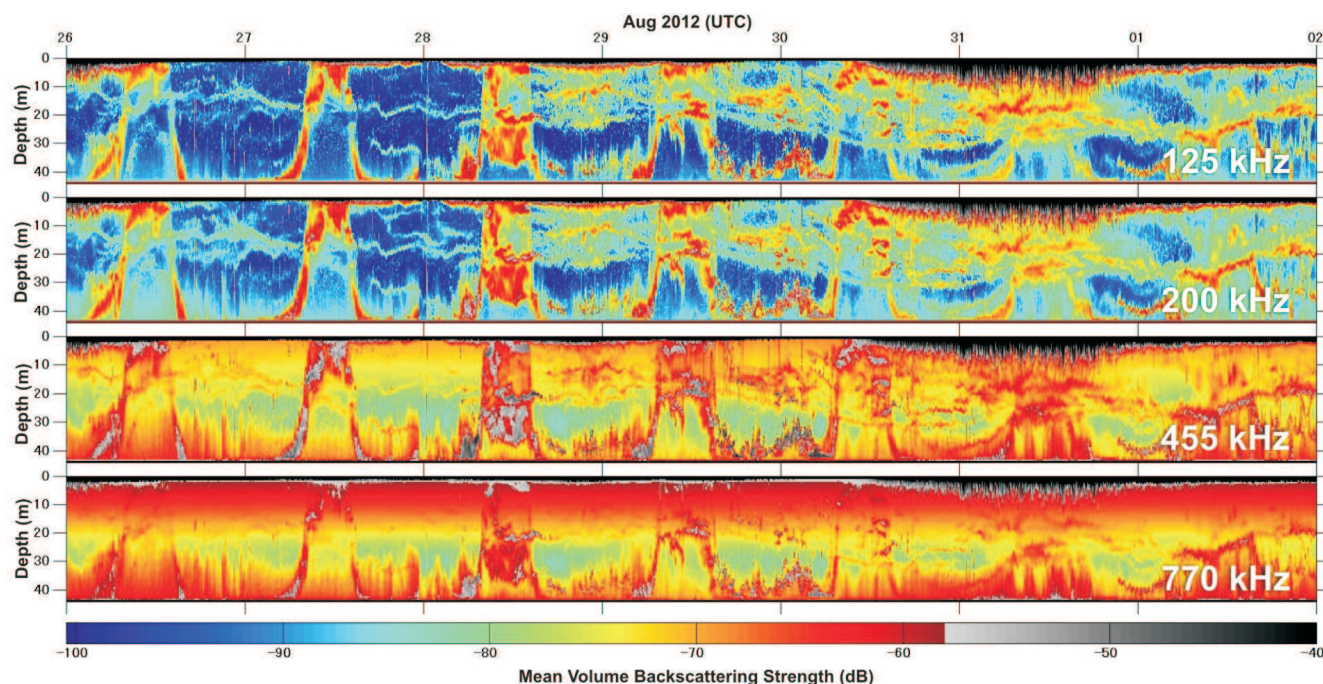 Aug 2012 (UTC)
26 27 28 29 30 31 01 02
0
10
20
30
40
Depth (m)
125 kHz
0
10
20
30
40
Depth (m)
200 kHz
0
10
20
30
40
Depth (m)
455 kHz
0
10
20
30
40
Depth (m)
770 kHz
-100 -90 -80 -70 -60 -50 -40
Mean Volume Backscattering Strength (dB)